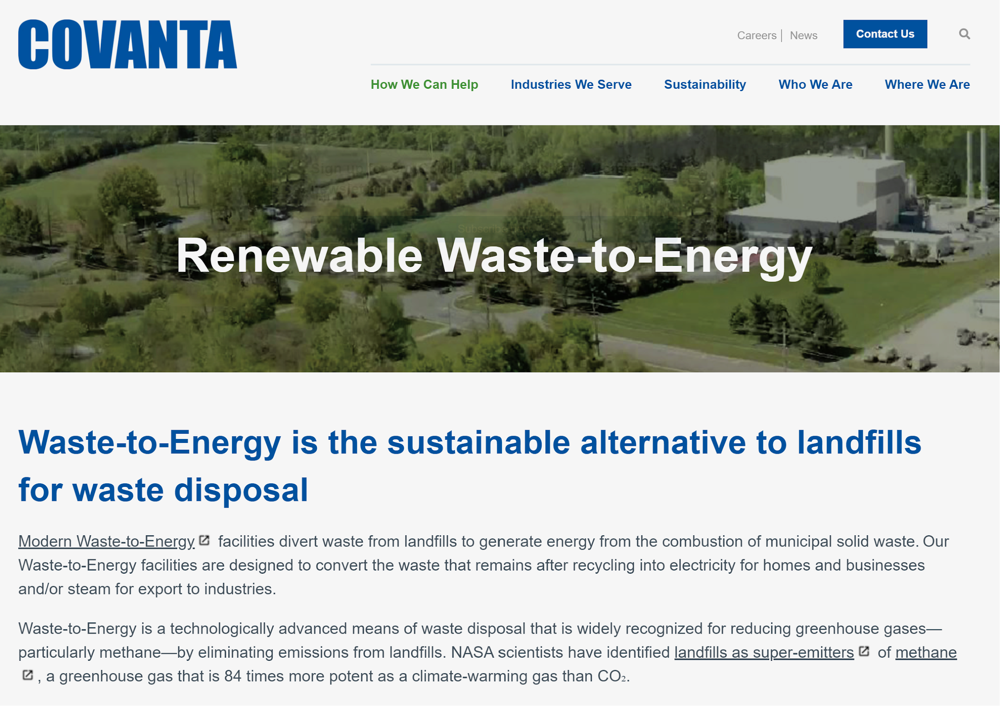 COVANTA
Careers | News
Contact Us
How We Can Help
Industries We Serve
Sustainability
Who We Are
Where We Are
Sign up
Subscribe
Renewable Waste-to-Energy
Waste-to-Energy is the sustainable alternative to landfills
for waste disposal
Modern Waste-to-Energy facilities divert waste from landfills to generate energy from the combustion of municipal solid waste. Our
Waste-to-Energy facilities are designed to convert the waste that remains after recycling into electricity for homes and businesses
and/or steam for export to industries.
Waste-to-Energy is a technologically advanced means of waste disposal that is widely recognized for reducing greenhouse gases—
particularly methane—by eliminating emissions from landfills. NASA scientists have identified landfills as super-emitters of methane
, a greenhouse gas that is 84 times more potent as a climate-warming gas than CO₂.